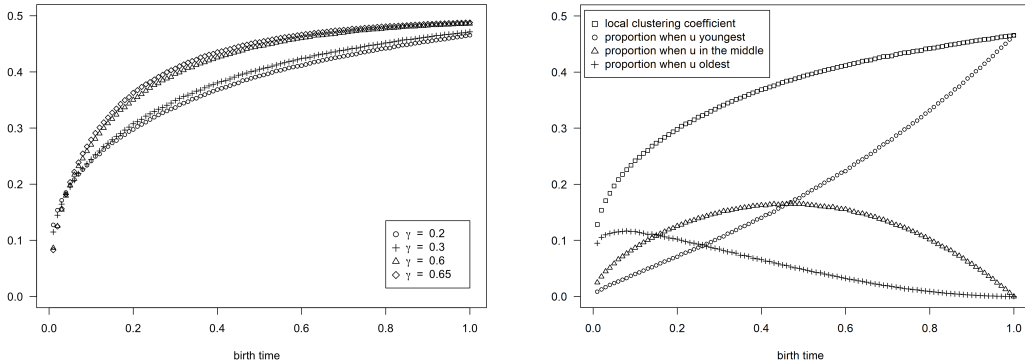 0.5
0.4
0.3
0.2
0.1
0.0
γ = 0.2
γ = 0.3
γ = 0.6
γ = 0.65
0.0 0.2 0.4 0.6 0.8 1.0
birth time
0.5
0.4
0.3
0.2
0.1
0.0
local clustering coefficient
proportion when u youngest
proportion when u in the middle
proportion when u oldest
0.0 0.2 0.4 0.6 0.8 1.0
birth time